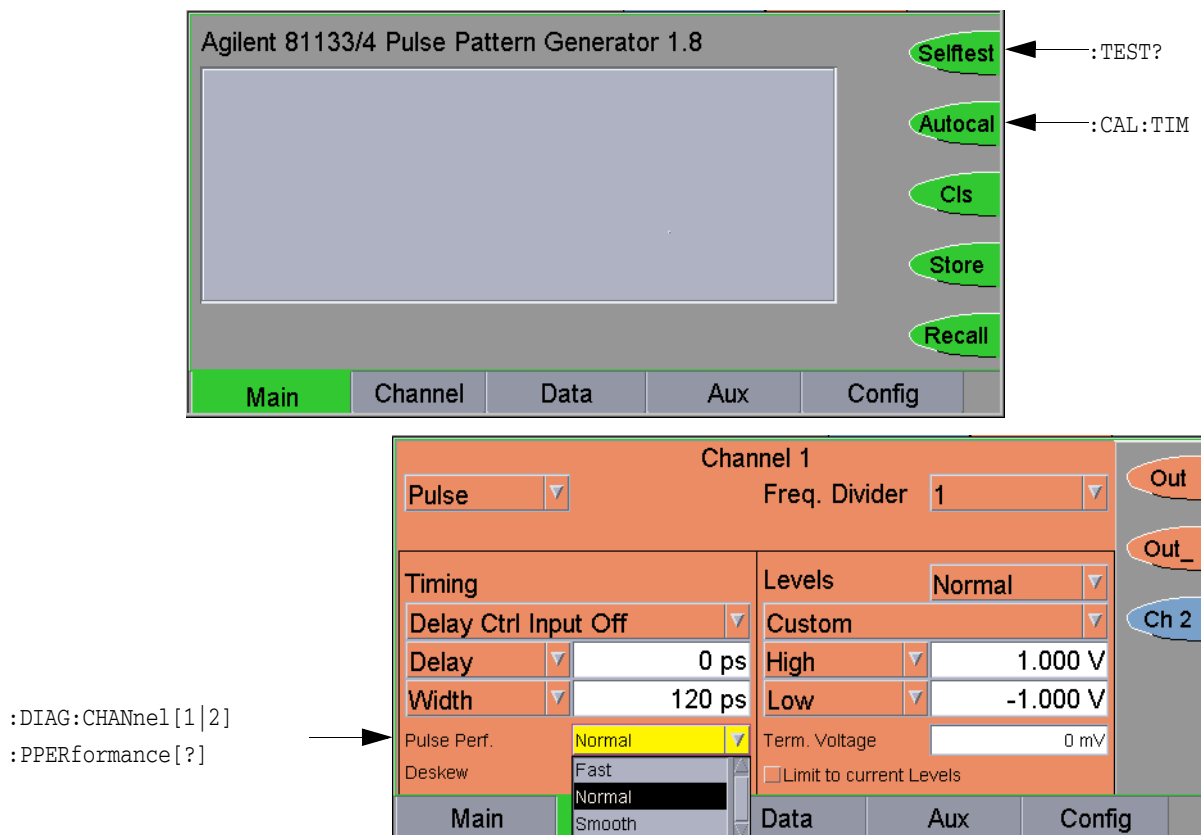 Agilent 81133/4 Pulse Pattern Generator 1.8
Selftest
:TEST?
Autocal
:CAL:TIM
Cls
Store
Recall
Main
Channel
Data
Aux
Config
Channel 1
Pulse
Freq. Divider
1
Out
Out_
Ch 2
Timing
Delay Ctrl Input Off
Delay
0 ps
Width
120 ps
Pulse Perf.
Normal
Deskew
Fast
Normal
Smooth
Levels
Normal
Custom
High
1.000 V
Low
-1.000 V
Term. Voltage
0 mV
Limit to current Levels
:DIAG:CHANnel[1|2]
:PPERformance[?]
Main
Data
Aux
Config